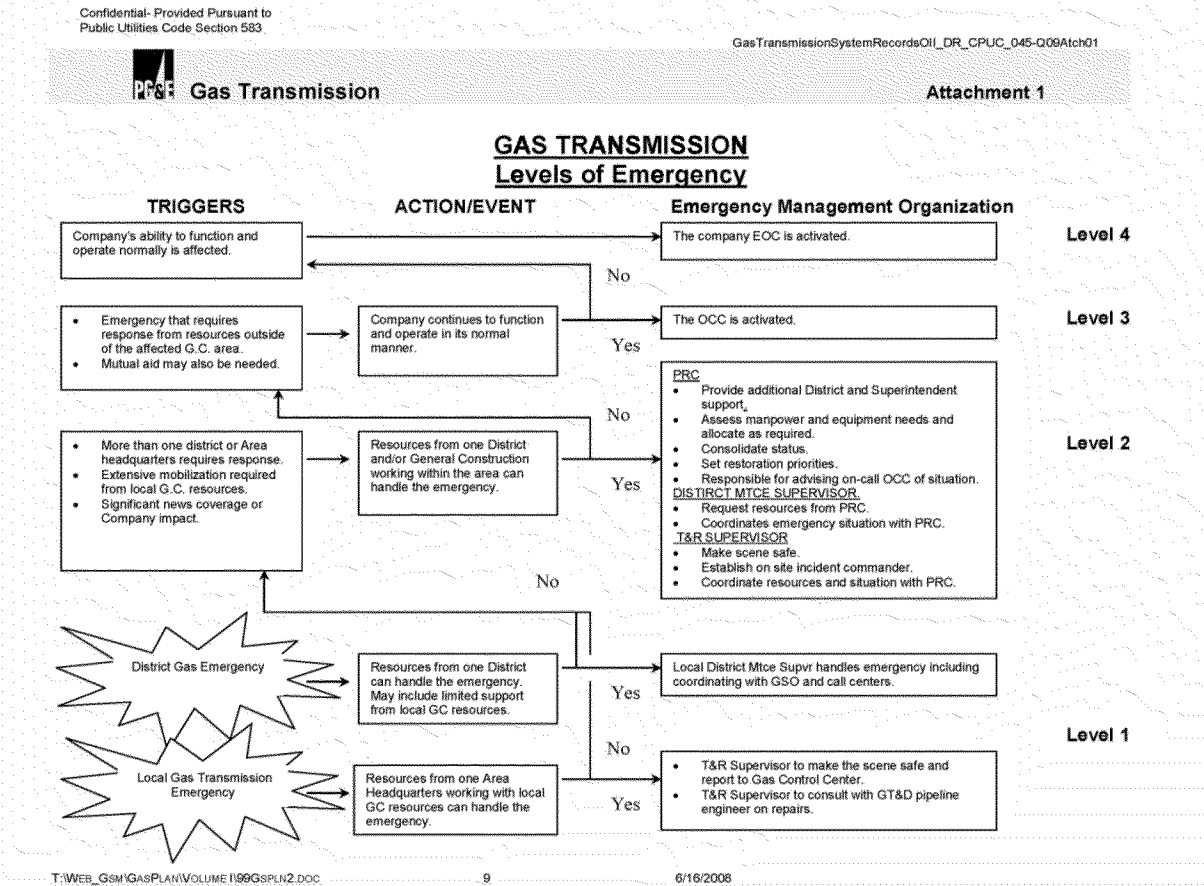 Confidential- Provided Pursuant to
Public Utilities Code Section 583
GasTransmissionSystemRecordsOII_DR_CPUC_045-Q09Atch01
PG&E Gas Transmission
Attachment 1
GAS TRANSMISSION
Levels of Emergency
TRIGGERS
ACTION/EVENT
Emergency Management Organization
Company's ability to function and
operate normally is affected.
The company EOC is activated.
Level 4
No
• Emergency that requires
response from resources outside
of the affected G.C. area.
• Mutual aid may also be needed.
Company continues to function
and operate in its normal
manner.
The OCC is activated.
Level 3
Yes
No
• More than one district or Area
headquarters requires response.
• Extensive mobilization required
from local G.C. resources.
• Significant news coverage or
Company impact.
Resources from one District
and/or General Construction
working within the area can
handle the emergency.
Yes
PRC
• Provide additional District and Superintendent
support.
• Assess manpower and equipment needs and
allocate as required.
• Consolidate status.
• Set restoration priorities.
• Responsible for advising on-call OCC of situation.
DISTIRCT MTCE SUPERVISOR.
• Request resources from PRC.
• Coordinates emergency situation with PRC.
T&R SUPERVISOR
• Make scene safe.
• Establish on site incident commander.
• Coordinate resources and situation with PRC.
Level 2
No
District Gas Emergency
Resources from one District
can handle the emergency.
May include limited support
from local GC resources.
Yes
Local District Mtce Supvr handles emergency including
coordinating with GSO and call centers.
Level 1
No
Local Gas Transmission
Emergency
Resources from one Area
Headquarters working with local
GC resources can handle the
emergency.
Yes
• T&R Supervisor to make the scene safe and
report to Gas Control Center.
• T&R Supervisor to consult with GT&D pipeline
engineer on repairs.
T:\WEB_GSM\GASPLAN\VOLUME I\99GSPLN2.DOC
9
6/16/2008